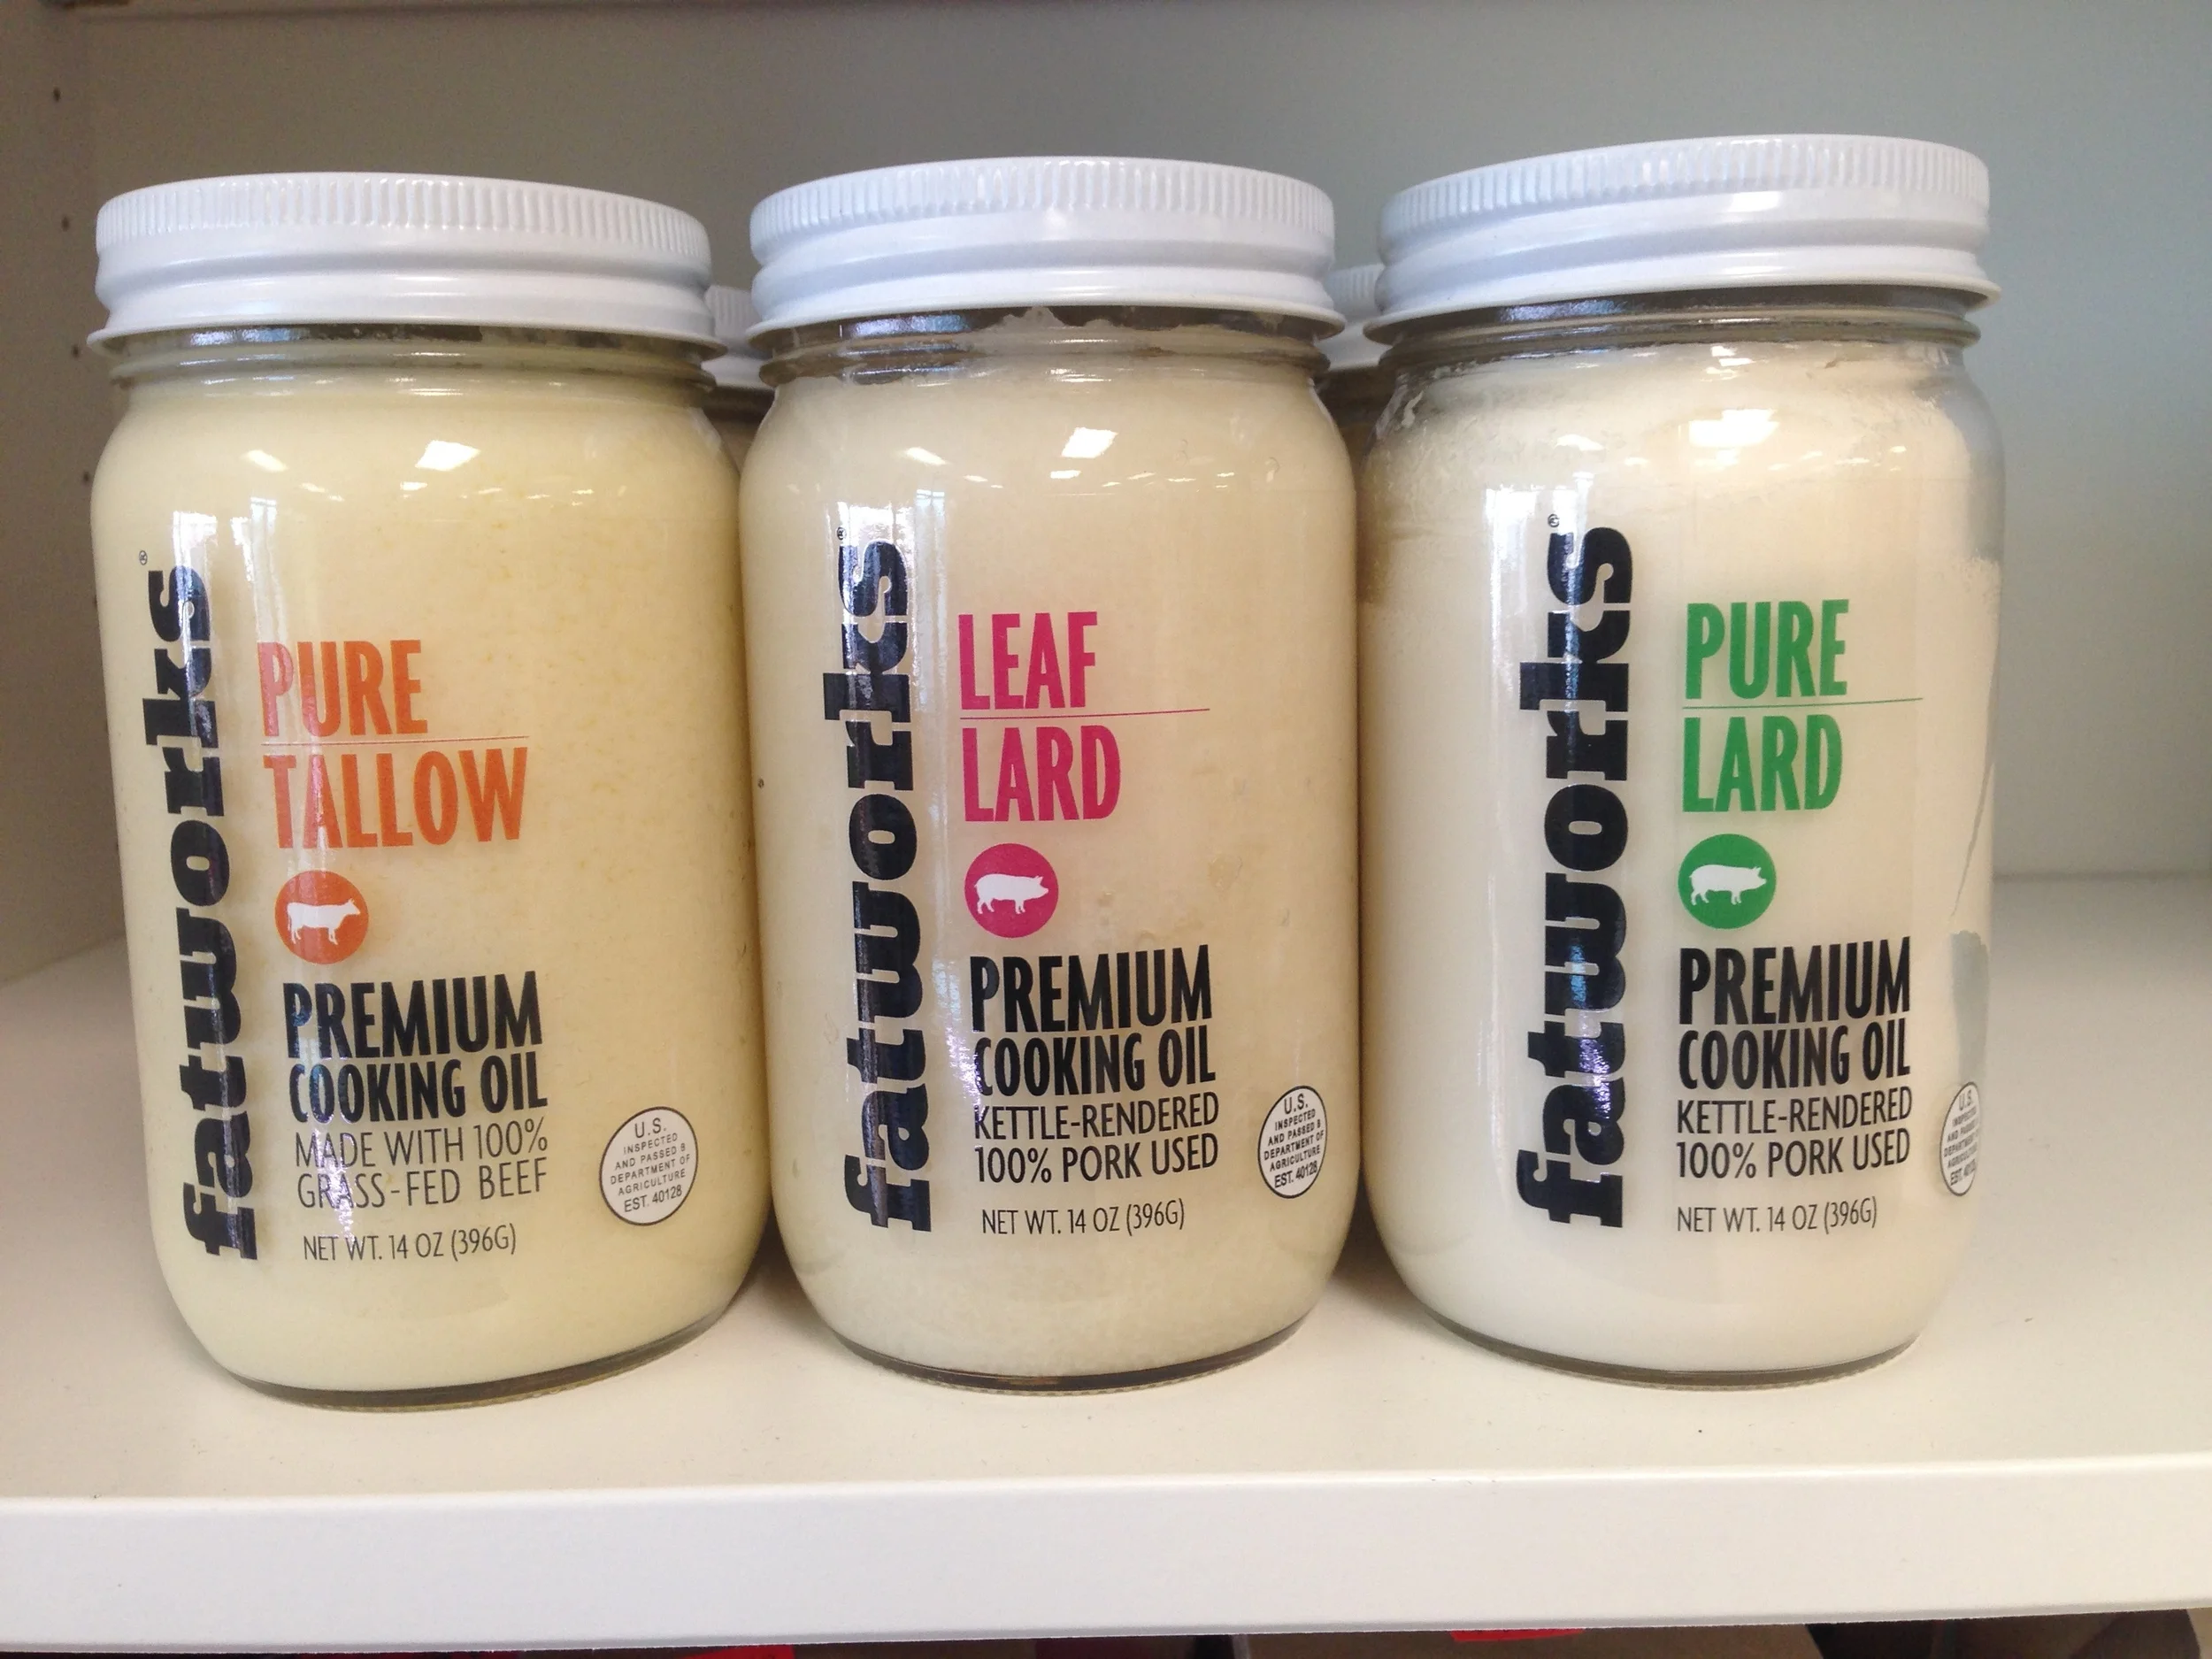 fatworks®
PURE
TALLOW
PREMIUM
COOKING OIL
MADE WITH 100%
GRASS-FED BEEF
NET WT. 14 OZ (396G)
U.S.
INSPECTED
AND PASSED B
DEPARTMENT OF
AGRICULTURE
EST. 40128
fatworks®
LEAF
LARD
PREMIUM
COOKING OIL
KETTLE-RENDERED
100% PORK USED
NET WT. 14 OZ (396G)
U.S.
INSPECTED
AND PASSED B
DEPARTMENT OF
AGRICULTURE
EST. 40128
fatworks®
PURE
LARD
PREMIUM
COOKING OIL
KETTLE-RENDERED
100% PORK USED
NET WT. 14 OZ (396G)
U.S.